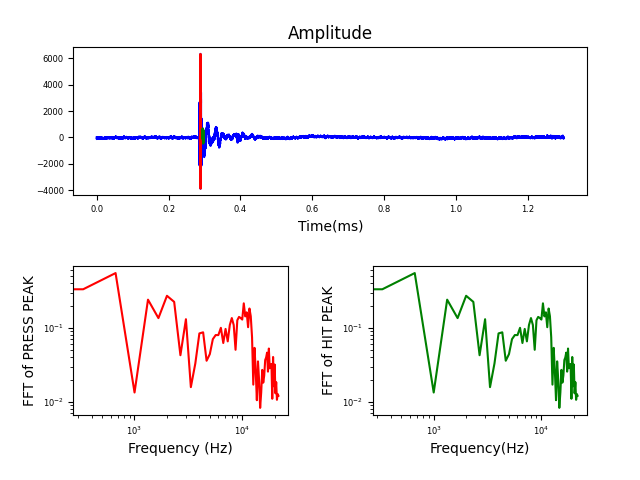 Amplitude
6000
4000
2000
0
−2000
−4000
0.0 0.2 0.4 0.6 0.8 1.0 1.2
Time(ms)
FFT of PRESS PEAK
10⁻¹
10⁻²
10³ 10⁴
Frequency (Hz)
FFT of HIT PEAK
10⁻¹
10⁻²
10³ 10⁴
Frequency(Hz)